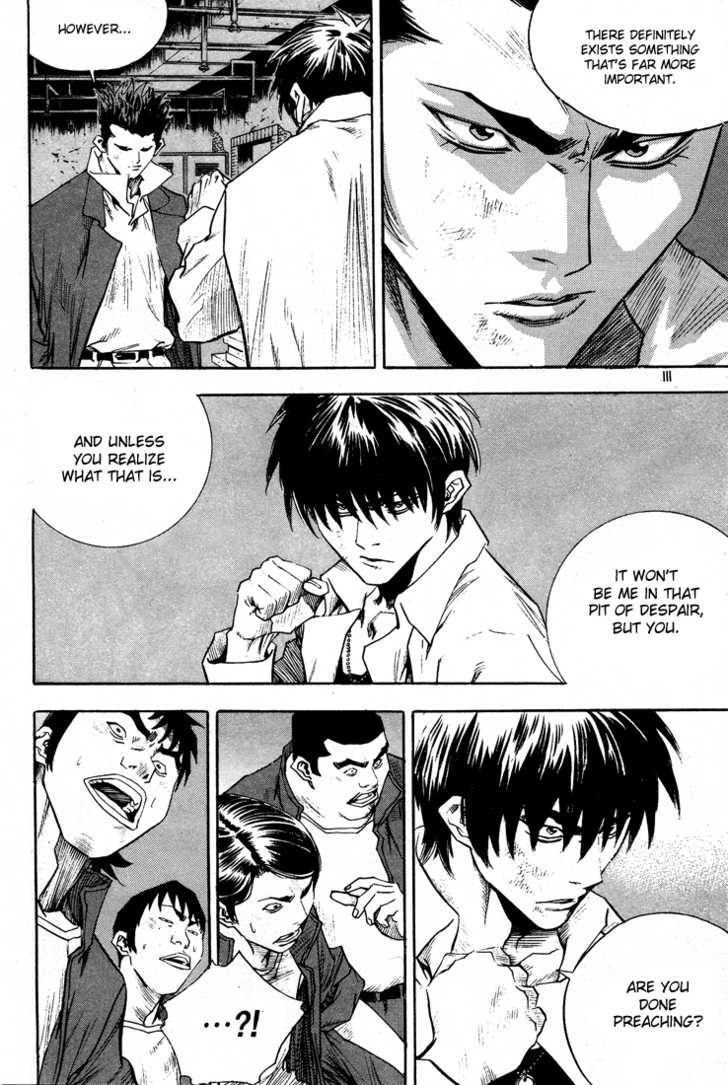 HOWEVER...
THERE DEFINITELY
EXISTS SOMETHING
THAT'S FAR MORE
IMPORTANT.
AND UNLESS
YOU REALIZE
WHAT THAT IS...
IT WON'T
BE ME IN THAT
PIT OF DESPAIR,
BUT YOU.
...?!
ARE YOU
DONE
PREACHING?